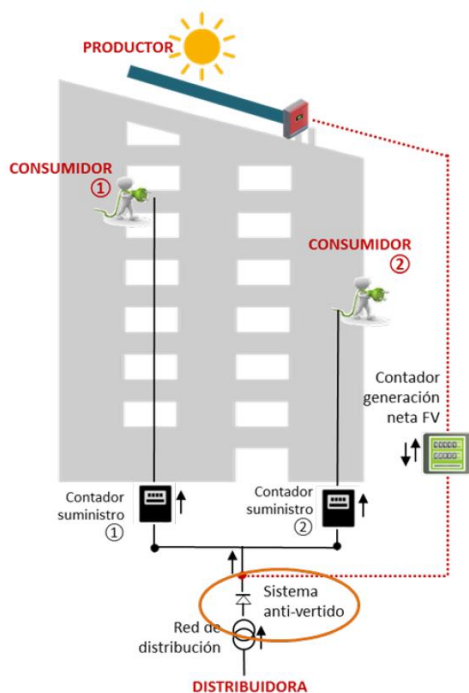 PRODUCTOR
CONSUMIDOR
①
CONSUMIDOR
②
Contador
generación
neta FV
Contador
suministro
①
Contador
suministro
②
Sistema
anti-vertido
Red de
distribución
DISTRIBUIDORA